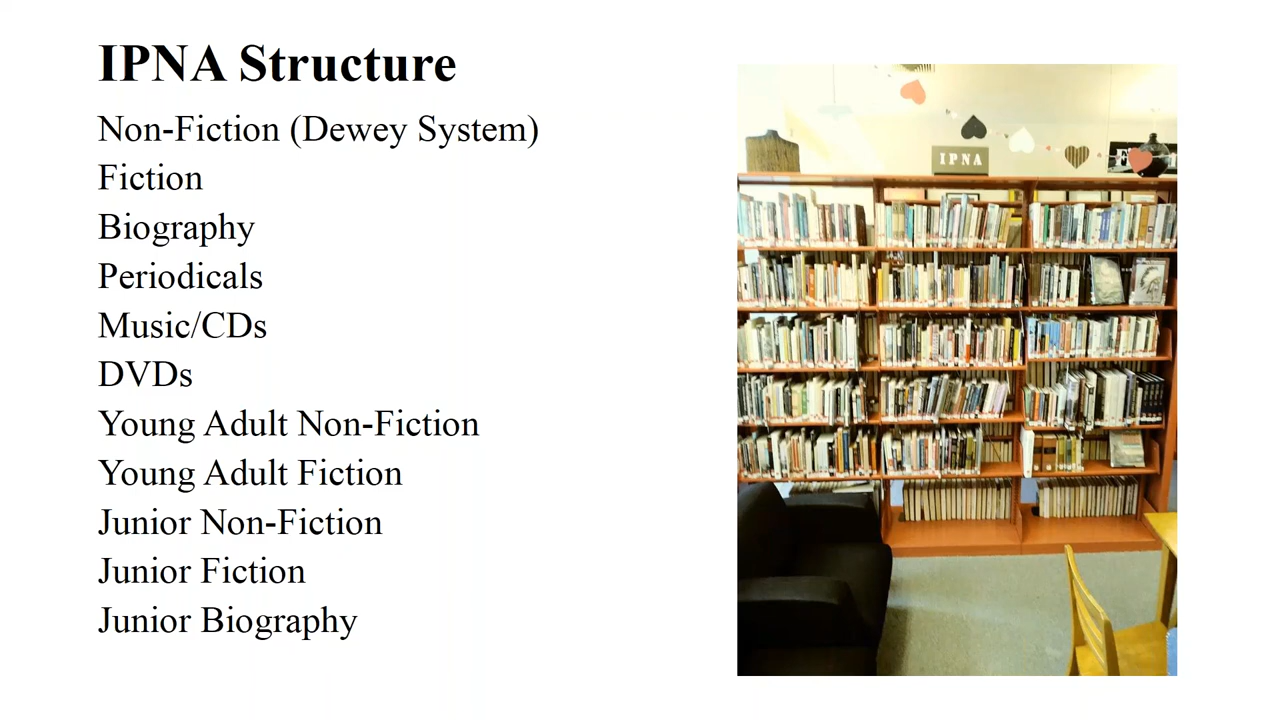 IPNA Structure
Non-Fiction (Dewey System)
Fiction
Biography
Periodicals
Music/CDs
DVDs
Young Adult Non-Fiction
Young Adult Fiction
Junior Non-Fiction
Junior Fiction
Junior Biography
IPNA